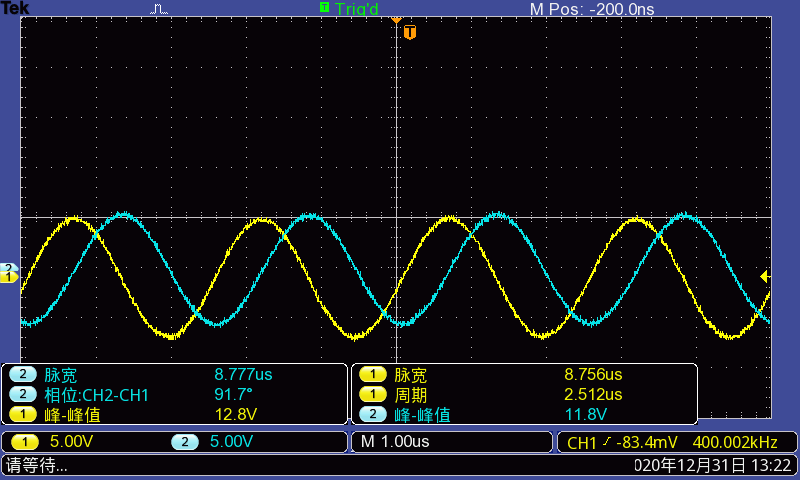 Tek T Trig'd M Pos: -200.0ns
T
2
1
2 脉宽 8.777us 1 脉宽 8.756us
2 相位:CH2-CH1 91.7° 1 周期 2.512us
1 峰-峰值 12.8V 2 峰-峰值 11.8V
1 5.00V 2 5.00V M 1.00us CH1 -83.4mV 400.002kHz
请等待... 020年12月31日 13:22